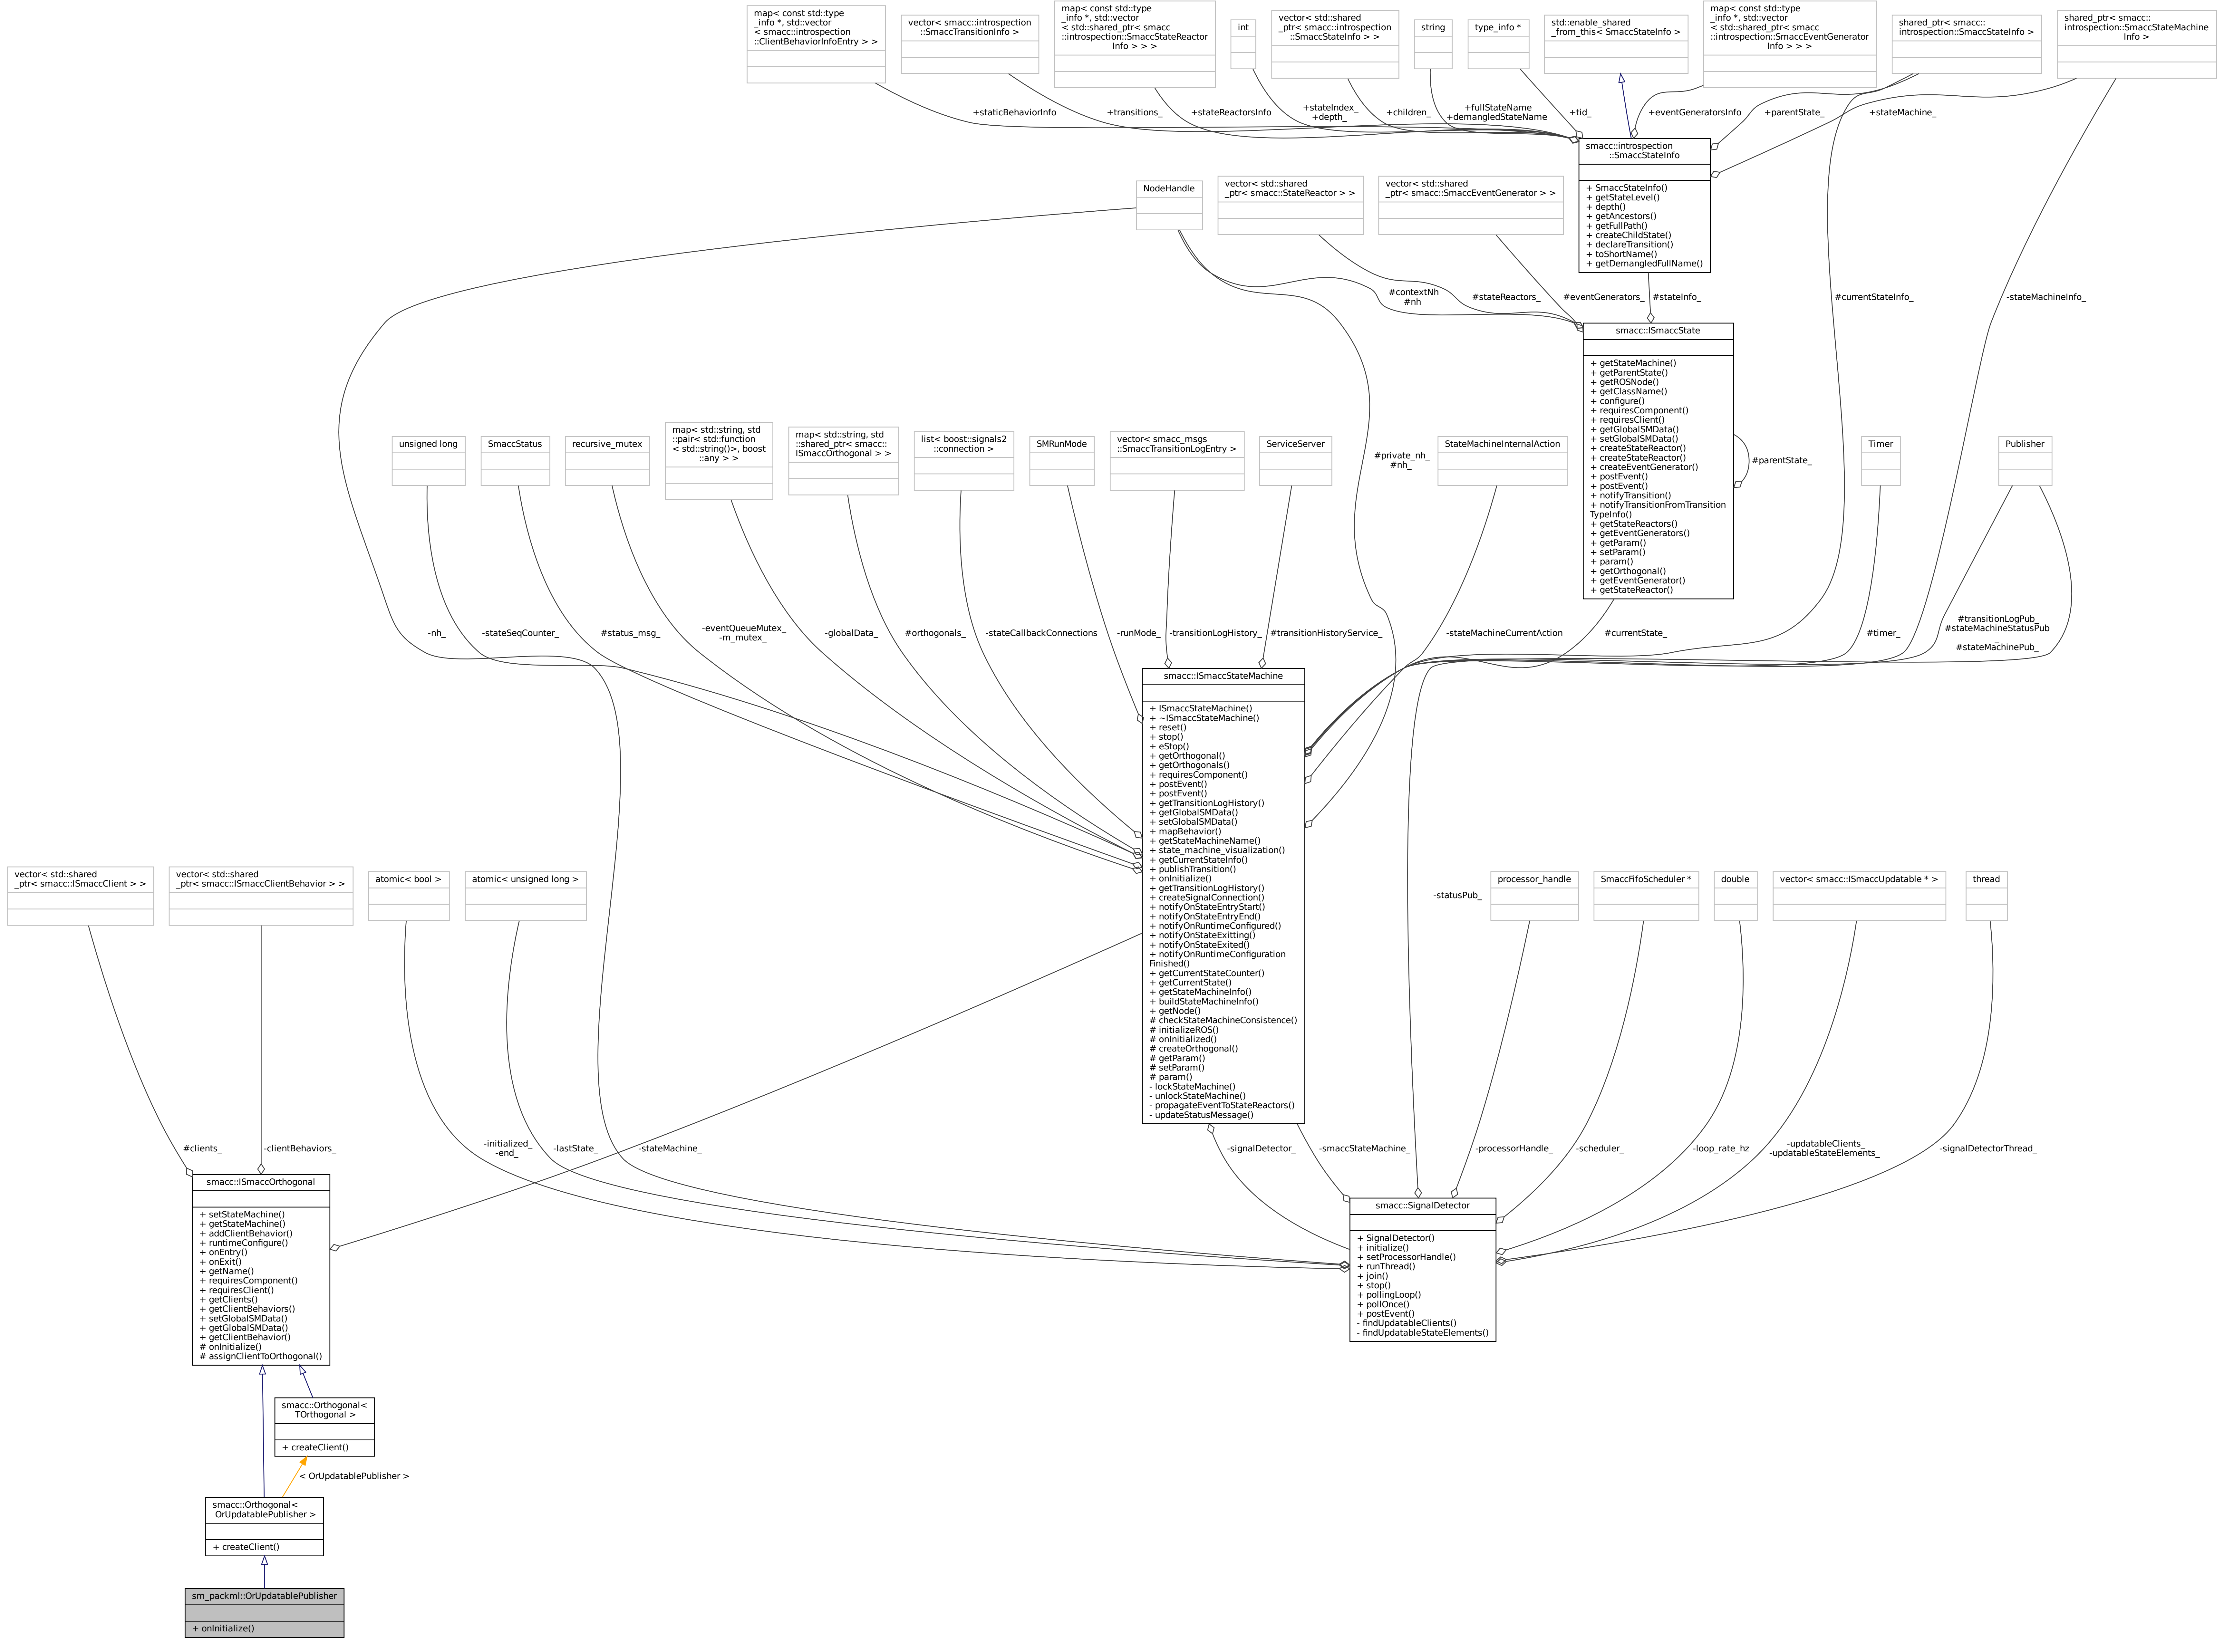 map< const std::type
_info *, std::vector
< smacc::introspection
::ClientBehaviorInfoEntry > >
vector< smacc::introspection
::SmaccTransitionInfo >
map< const std::type
_info *, std::vector
< std::shared_ptr< smacc
::introspection::SmaccStateReactor
Info > > >
int
vector< std::shared
_ptr< smacc::introspection
::SmaccStateInfo > >
string
type_info *
std::enable_shared
_from_this< SmaccStateInfo >
map< const std::type
_info *, std::vector
< std::shared_ptr< smacc
::introspection::SmaccEventGenerator
Info > > >
shared_ptr< smacc::
introspection::SmaccStateInfo >
shared_ptr< smacc::
introspection::SmaccStateMachine
Info >
+staticBehaviorInfo
+transitions_
+stateReactorsInfo
+stateIndex_
+depth_
+children_
+fullStateName
+demangledStateName
+tid_
+eventGeneratorsInfo
+parentState_
+stateMachine_
smacc::introspection
::SmaccStateInfo
+ SmaccStateInfo()
+ getStateLevel()
+ depth()
+ getAncestors()
+ getFullPath()
+ createChildState()
+ declareTransition()
+ toShortName()
+ getDemangledFullName()
NodeHandle
vector< std::shared
_ptr< smacc::StateReactor > >
vector< std::shared
_ptr< smacc::SmaccEventGenerator > >
#contextNh
#nh
#stateReactors_
#eventGenerators_
#stateInfo_
#currentStateInfo_
-stateMachineInfo_
smacc::ISmaccState
+ getStateMachine()
+ getParentState()
+ getROSNode()
+ getClassName()
+ configure()
+ requiresComponent()
+ requiresClient()
+ getGlobalSMData()
+ setGlobalSMData()
+ createStateReactor()
+ createStateReactor()
+ createEventGenerator()
+ postEvent()
+ postEvent()
+ notifyTransition()
+ notifyTransitionFromTransition
TypeInfo()
+ getStateReactors()
+ getEventGenerators()
+ getParam()
+ setParam()
+ param()
+ getOrthogonal()
+ getEventGenerator()
+ getStateReactor()
#parentState_
unsigned long
SmaccStatus
recursive_mutex
map< std::string, std
::pair< std::function
< std::string()>, boost
::any > >
map< std::string, std
::shared_ptr< smacc::
ISmaccOrthogonal > >
list< boost::signals2
::connection >
SMRunMode
vector< smacc_msgs
::SmaccTransitionLogEntry >
ServiceServer
#private_nh_
#nh_
StateMachineInternalAction
Timer
Publisher
-nh_
-stateSeqCounter_
#status_msg_
-eventQueueMutex_
-m_mutex_
-globalData_
#orthogonals_
-stateCallbackConnections
-runMode_
-transitionLogHistory_
#transitionHistoryService_
-stateMachineCurrentAction
#currentState_
#timer_
#transitionLogPub_
#stateMachineStatusPub
_
#stateMachinePub_
smacc::ISmaccStateMachine
+ ISmaccStateMachine()
+ ~ISmaccStateMachine()
+ reset()
+ stop()
+ eStop()
+ getOrthogonal()
+ getOrthogonals()
+ requiresComponent()
+ postEvent()
+ postEvent()
+ getTransitionLogHistory()
+ getGlobalSMData()
+ setGlobalSMData()
+ mapBehavior()
+ getStateMachineName()
+ state_machine_visualization()
+ getCurrentStateInfo()
+ publishTransition()
+ onInitialize()
+ getTransitionLogHistory()
+ createSignalConnection()
+ notifyOnStateEntryStart()
+ notifyOnStateEntryEnd()
+ notifyOnRuntimeConfigured()
+ notifyOnStateExitting()
+ notifyOnStateExited()
+ notifyOnRuntimeConfiguration
Finished()
+ getCurrentStateCounter()
+ getCurrentState()
+ getStateMachineInfo()
+ buildStateMachineInfo()
+ getNode()
# checkStateMachineConsistence()
# initializeROS()
# onInitialized()
# createOrthogonal()
# getParam()
# setParam()
# param()
- lockStateMachine()
- unlockStateMachine()
- propagateEventToStateReactors()
- updateStatusMessage()
vector< std::shared
_ptr< smacc::ISmaccClient > >
vector< std::shared
_ptr< smacc::ISmaccClientBehavior > >
atomic< bool >
atomic< unsigned long >
-statusPub_
processor_handle
SmaccFifoScheduler *
double
vector< smacc::ISmaccUpdatable * >
thread
#clients_
-clientBehaviors_
-initialized_
-end_
-lastState_
-stateMachine_
-signalDetector_
-smaccStateMachine_
-processorHandle_
-scheduler_
-loop_rate_hz
-updatableClients_
-updatableStateElements_
-signalDetectorThread_
smacc::ISmaccOrthogonal
+ setStateMachine()
+ getStateMachine()
+ addClientBehavior()
+ runtimeConfigure()
+ onEntry()
+ onExit()
+ getName()
+ requiresComponent()
+ requiresClient()
+ getClients()
+ getClientBehaviors()
+ setGlobalSMData()
+ getGlobalSMData()
+ getClientBehavior()
# onInitialize()
# assignClientToOrthogonal()
smacc::SignalDetector
+ SignalDetector()
+ initialize()
+ setProcessorHandle()
+ runThread()
+ join()
+ stop()
+ pollingLoop()
+ pollOnce()
+ postEvent()
- findUpdatableClients()
- findUpdatableStateElements()
smacc::Orthogonal<
TOrthogonal >
+ createClient()
< OrUpdatablePublisher >
smacc::Orthogonal<
OrUpdatablePublisher >
+ createClient()
sm_packml::OrUpdatablePublisher
+ onInitialize()